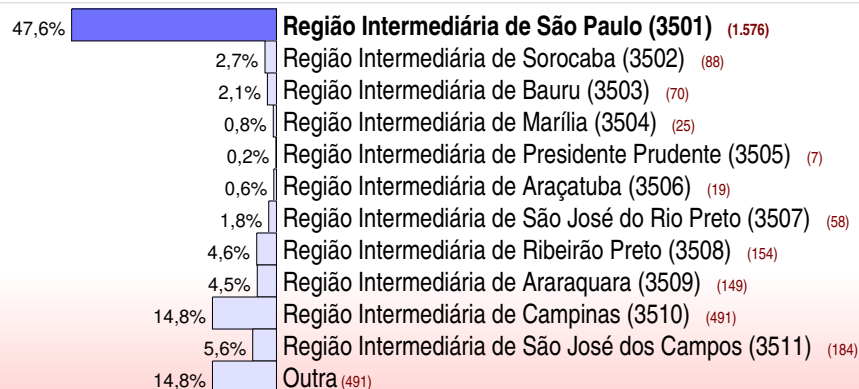 47,6% Região Intermediária de São Paulo (3501) (1.576)
2,7% Região Intermediária de Sorocaba (3502) (88)
2,1% Região Intermediária de Bauru (3503) (70)
0,8% Região Intermediária de Marília (3504) (25)
0,2% Região Intermediária de Presidente Prudente (3505) (7)
0,6% Região Intermediária de Araçatuba (3506) (19)
1,8% Região Intermediária de São José do Rio Preto (3507) (58)
4,6% Região Intermediária de Ribeirão Preto (3508) (154)
4,5% Região Intermediária de Araraquara (3509) (149)
14,8% Região Intermediária de Campinas (3510) (491)
5,6% Região Intermediária de São José dos Campos (3511) (184)
14,8% Outra (491)